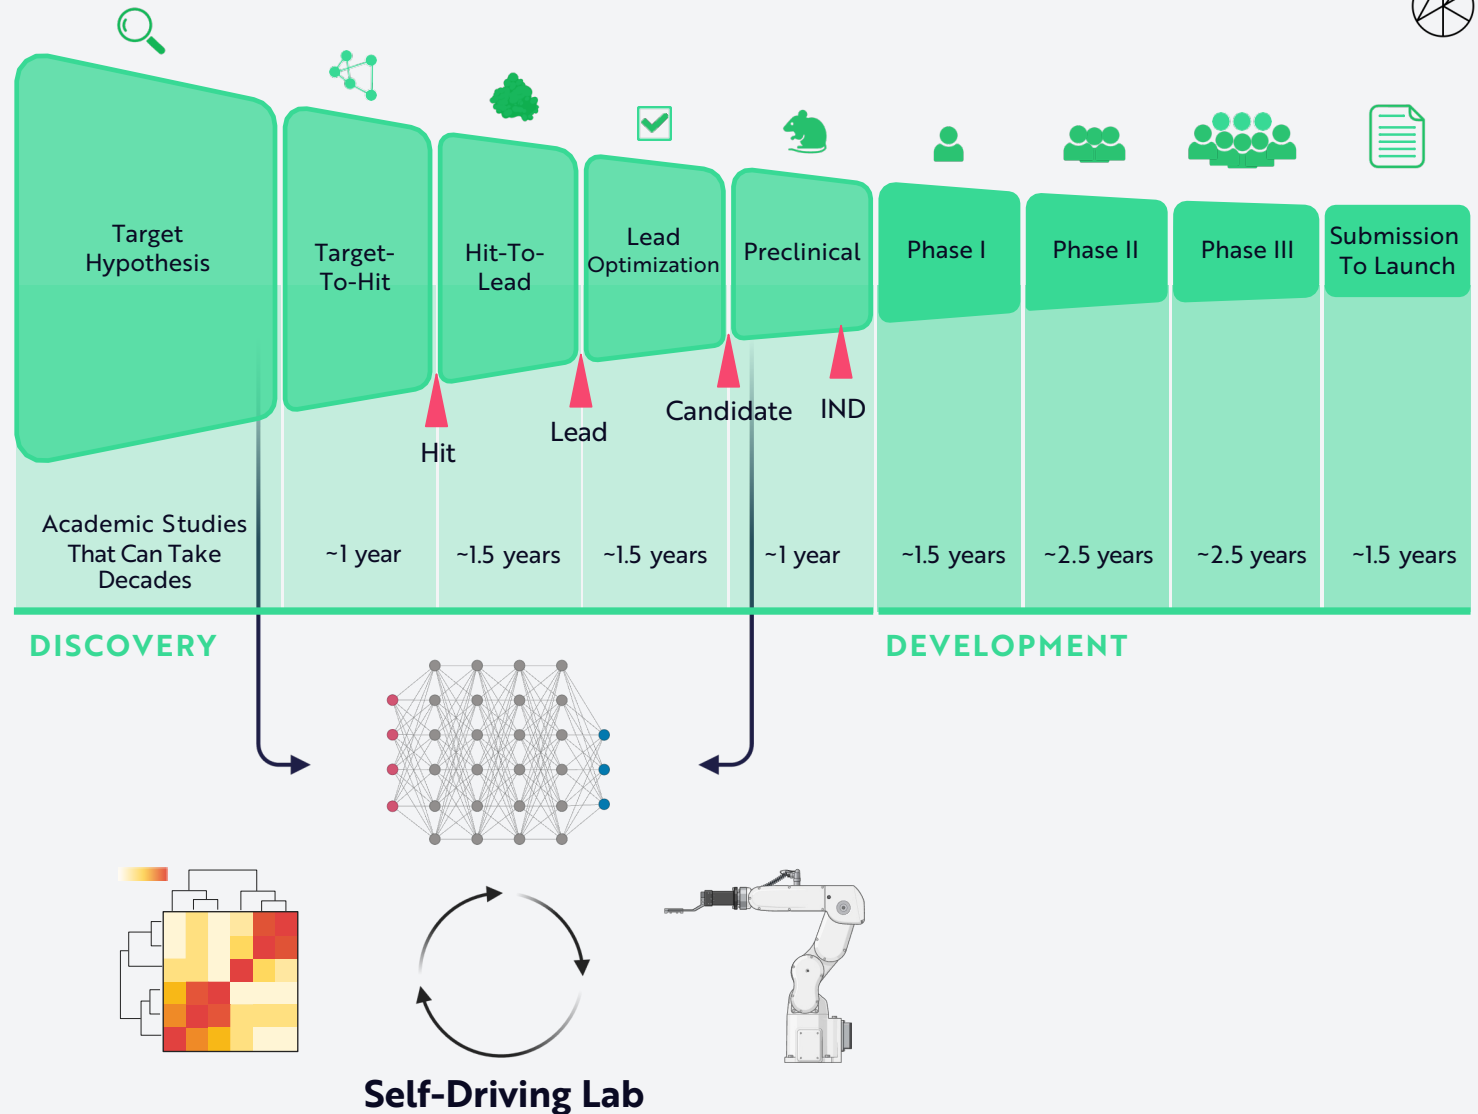 Target
Hypothesis
Target-
To-Hit
Hit-To-
Lead
Lead
Optimization
Preclinical
Phase I
Phase II
Phase III
Submission
To Launch
Hit
Lead
Candidate
IND
Academic Studies
That Can Take
Decades
~1 year
~1.5 years
~1.5 years
~1 year
~1.5 years
~2.5 years
~2.5 years
~1.5 years
DISCOVERY
DEVELOPMENT
Self-Driving Lab